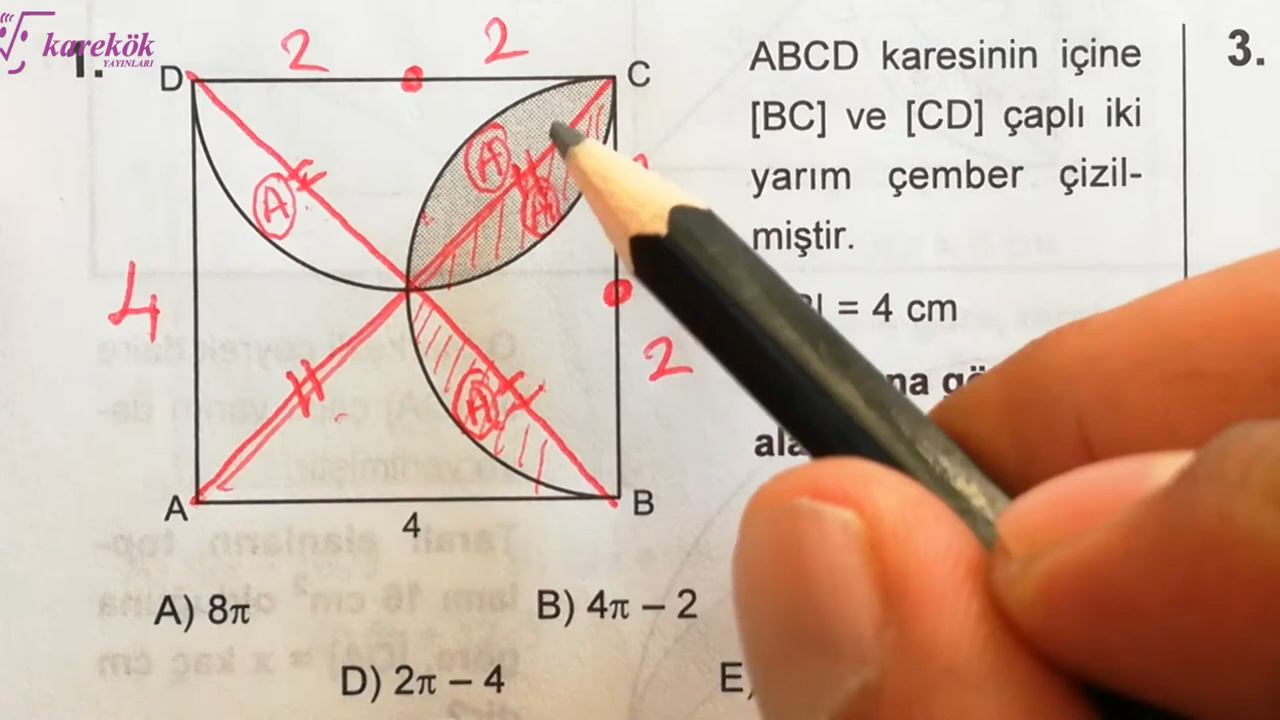 karekök
YAYINLARI
1.
2
2
D
C
ABCD karesinin içine
[BC] ve [CD] çaplı iki
yarım çember çizil-
miştir.
3.
A
A
A
A
4
2
= 4 cm
A
B
4
A) 8π
B) 4π – 2
D) 2π – 4
E)